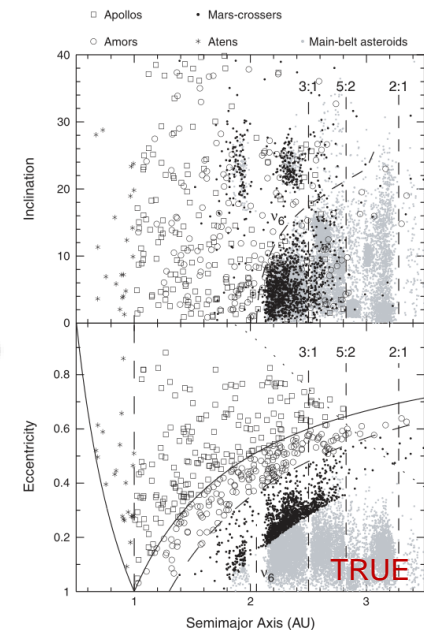 Apollos
Mars-crossers
Amors
Atens
Main-belt asteroids
40
30
20
10
0
Inclination
3:1
5:2
2:1
ν6
0.8
0.6
0.4
0.2
1
Eccentricity
3:1
5:2
2:1
ν6
TRUE
1
2
3
Semimajor Axis (AU)